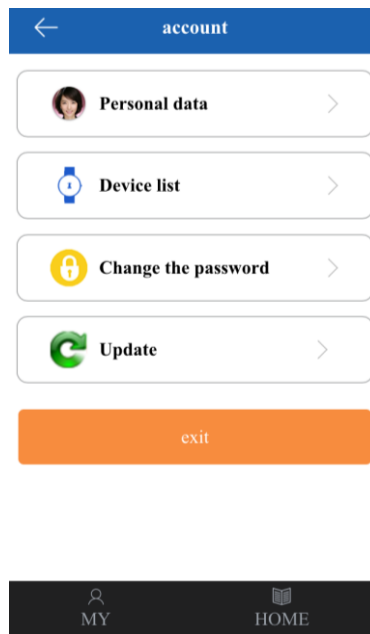 account
Personal data
Device list
Change the password
Update
exit
MY
HOME